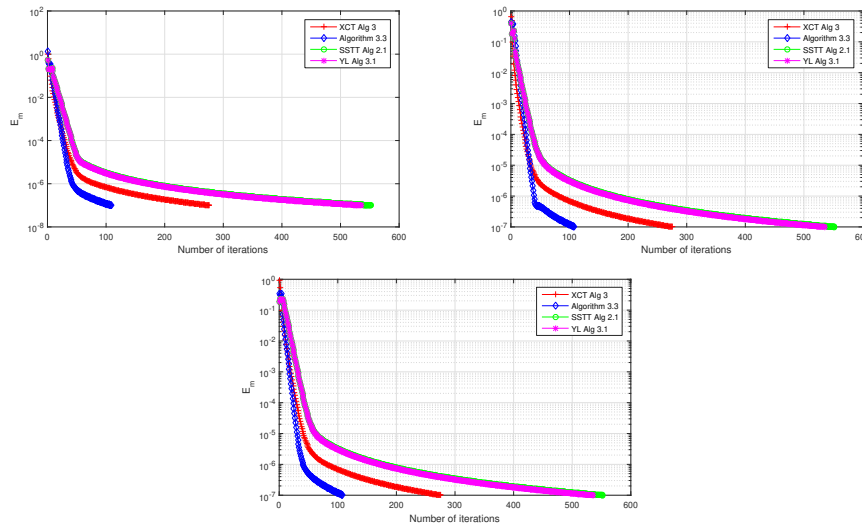 10^2
10^0
10^-2
10^-4
10^-6
10^-8
E_m
0 100 200 300 400 500 600
Number of iterations
XCT Alg 3
Algorithm 3.3
SSTT Alg 2.1
YL Alg 3.1
10^0
10^-1
10^-2
10^-3
10^-4
10^-5
10^-6
10^-7
E_m
0 100 200 300 400 500 600
Number of iterations
XCT Alg 3
Algorithm 3.3
SSTT Alg 2.1
YL Alg 3.1
10^0
10^-1
10^-2
10^-3
10^-4
10^-5
10^-6
10^-7
E_m
0 100 200 300 400 500 600
Number of iterations
XCT Alg 3
Algorithm 3.3
SSTT Alg 2.1
YL Alg 3.1